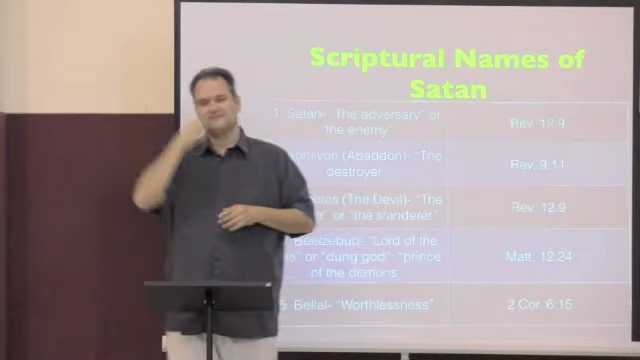 Scriptural Names of
Satan
1. Satan- "The adversary" or
"the enemy"
Rev. 12:9
(Abaddon)- "The
destroyer
Rev. 9:11
(The Devil)- "The
or "the slanderer"
Rev. 12:9
Beelzebub- "Lord of the
or "dung god", "prince
of the demons"
Matt. 12:24
5. Belial- "Worthlessness"
2 Cor. 6:15